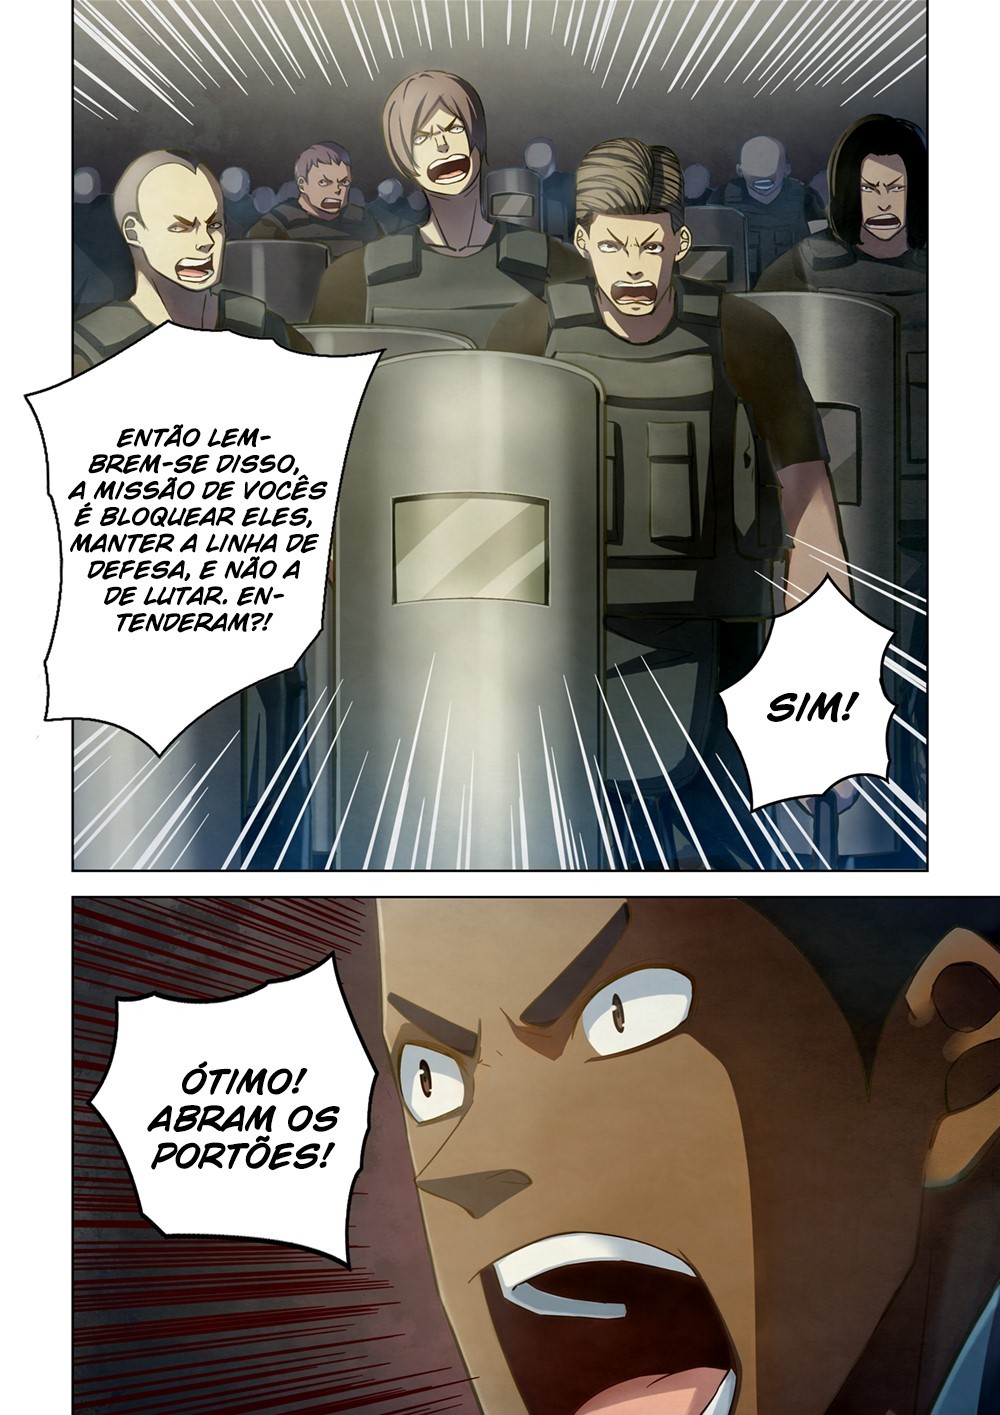 ENTÃO LEM-
BREM-SE DISSO,
A MISSÃO DE VOCÊS
É BLOQUEAR ELES,
MANTER A LINHA DE
DEFESA, E NÃO A
DE LUTAR. EN-
TENDERAM?!
SIM!
ÓTIMO!
ABRAM OS
PORTÕES!